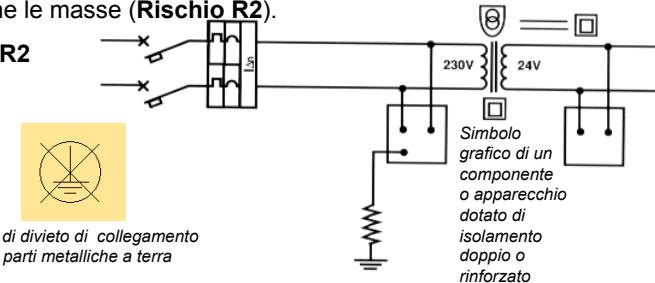 ne le masse (Rischio R2).
R2
230V
24V
Simbolo
grafico di un
componente
o apparecchio
dotato di
isolamento
doppio o
rinforzato
di divieto di collegamento
parti metalliche a terra